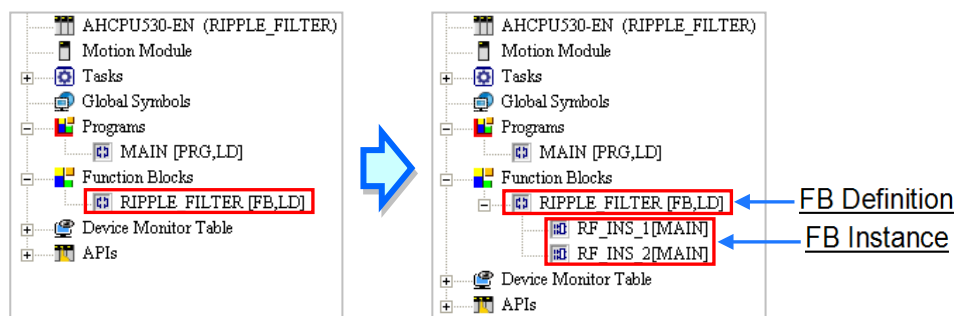 AHCPU530-EN (RIPPLE_FILTER)
Motion Module
Tasks
Global Symbols
Programs
MAIN [PRG,LD]
Function Blocks
RIPPLE_FILTER [FB,LD]
Device Monitor Table
APIs
AHCPU530-EN (RIPPLE_FILTER)
Motion Module
Tasks
Global Symbols
Programs
MAIN [PRG,LD]
Function Blocks
RIPPLE_FILTER [FB,LD]
RF_INS_1[MAIN]
RF_INS_2[MAIN]
Device Monitor Table
APIs
FB Definition
FB Instance